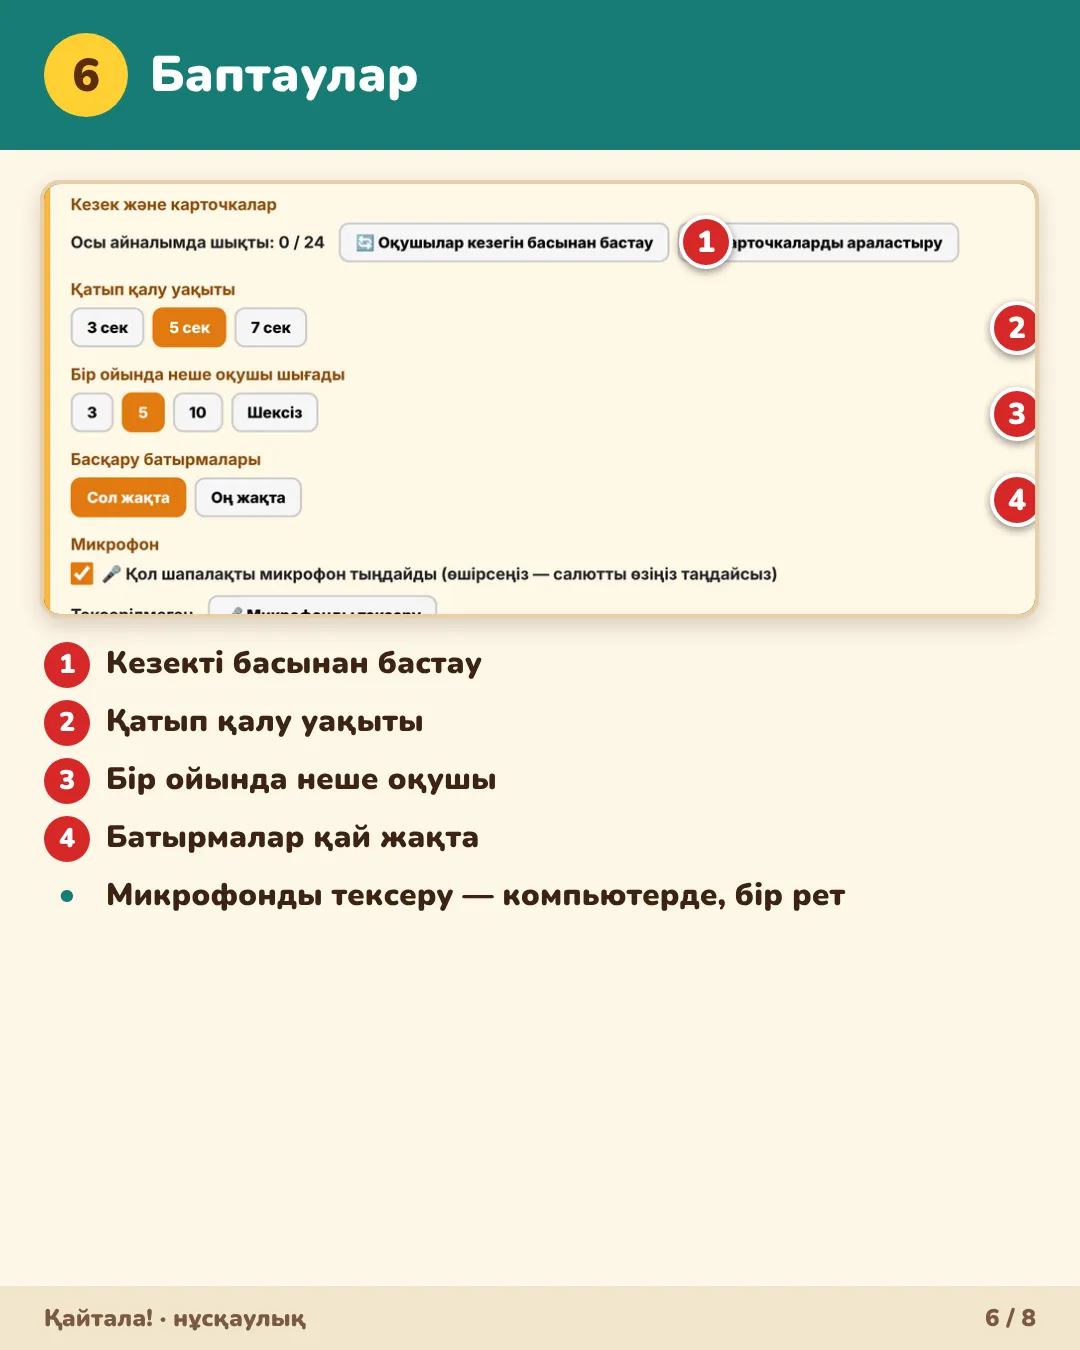 6 Баптаулар
Кезек және карточкалар
Осы айналымда шықты: 0 / 24 Оқушылар кезегін басынан бастау 1 арточкаларды араластыру
Қатып қалу уақыты
3 сек 5 сек 7 сек 2
Бір ойында неше оқушы шығады
3 5 10 Шексіз 3
Басқару батырмалары
Сол жақта Оң жақта 4
Микрофон
Қол шапалақты микрофон тыңдайды (өшірсеңіз — салютты өзіңіз таңдайсыз)
Тексерілмеген Микрофонды тексеру
1 Кезекті басынан бастау
2 Қатып қалу уақыты
3 Бір ойында неше оқушы
4 Батырмалар қай жақта
• Микрофонды тексеру — компьютерде, бір рет
Қайтала! · нұсқаулық 6 / 8